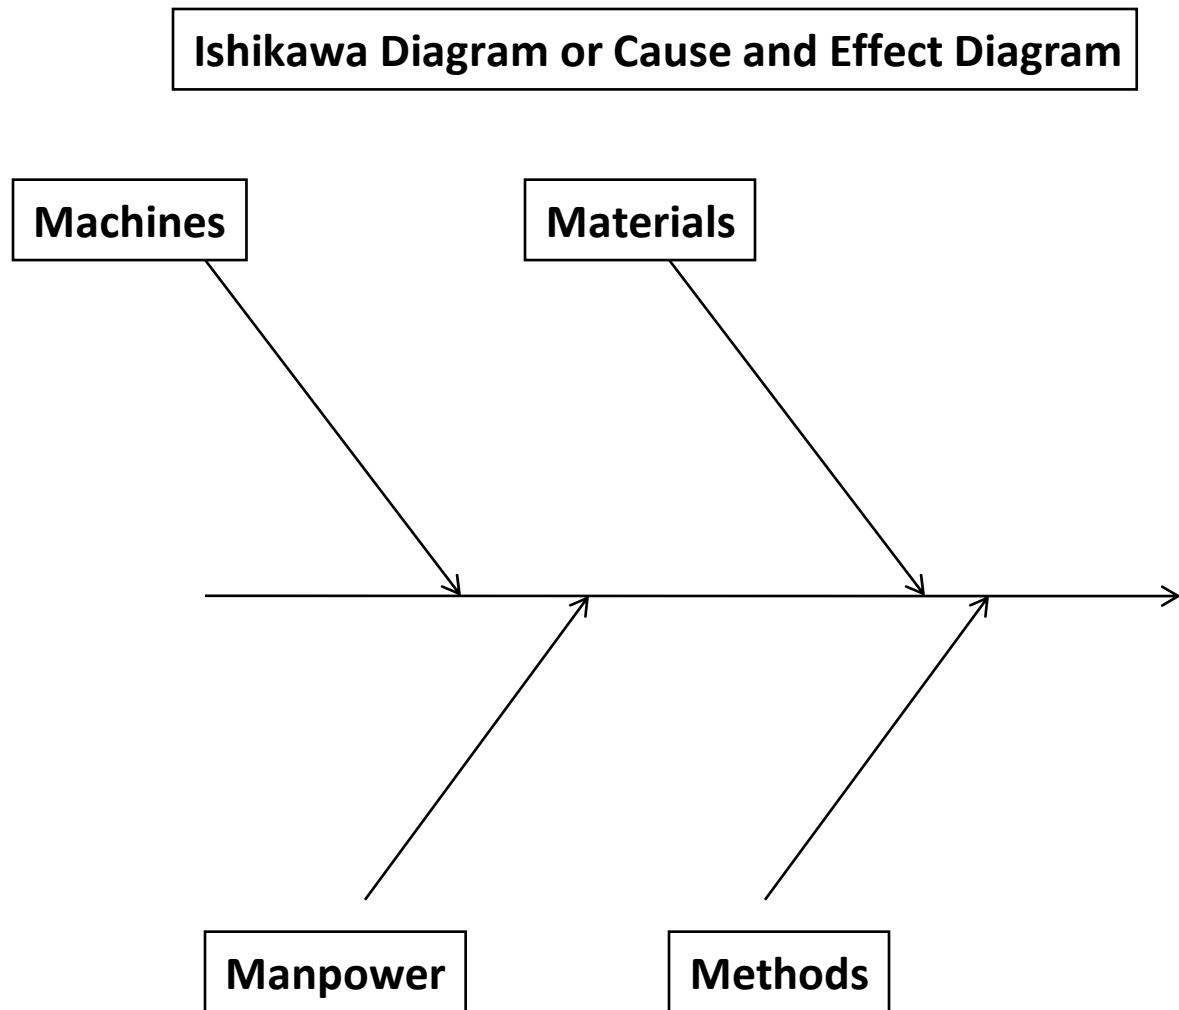 Ishikawa Diagram or Cause and Effect Diagram
Machines
Materials
Manpower
Methods